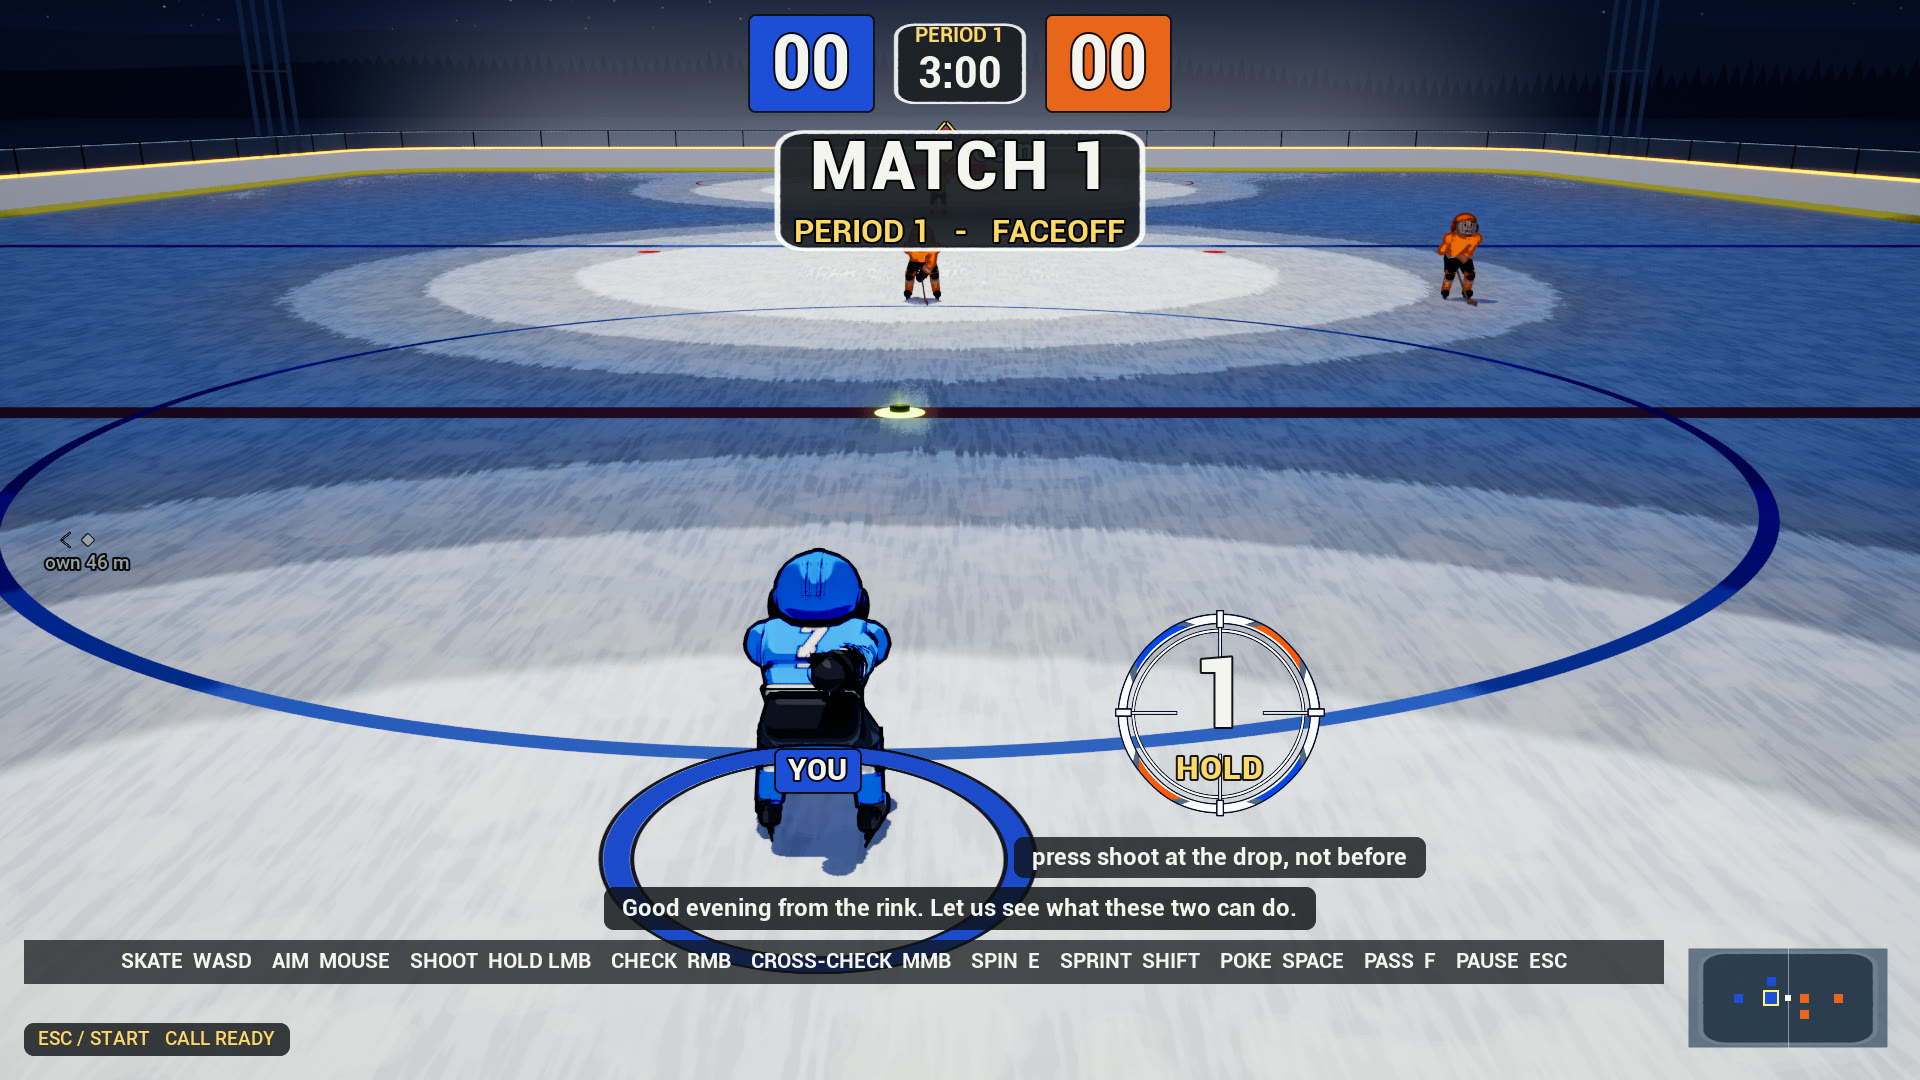 00
PERIOD 1
3:00
00
MATCH 1
PERIOD 1 - FACEOFF
own 46 m
7
1
HOLD
YOU
press shoot at the drop, not before
Good evening from the rink. Let us see what these two can do.
SKATE WASD AIM MOUSE SHOOT HOLD LMB CHECK RMB CROSS-CHECK MMB SPIN E SPRINT SHIFT POKE SPACE PASS F PAUSE ESC
ESC / START CALL READY